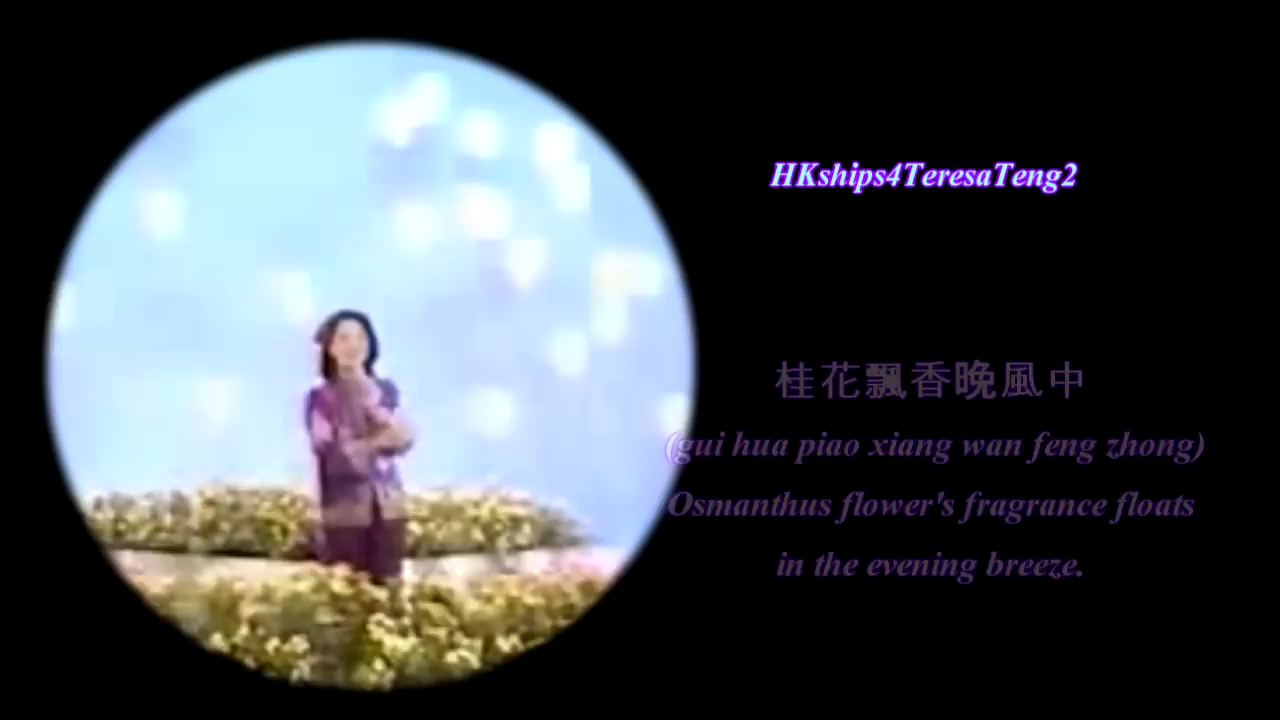 HKships4TeresaTeng2
桂花飄香晚風中
(gui hua piao xiang wan feng zhong)
Osmanthus flower's fragrance floats
in the evening breeze.